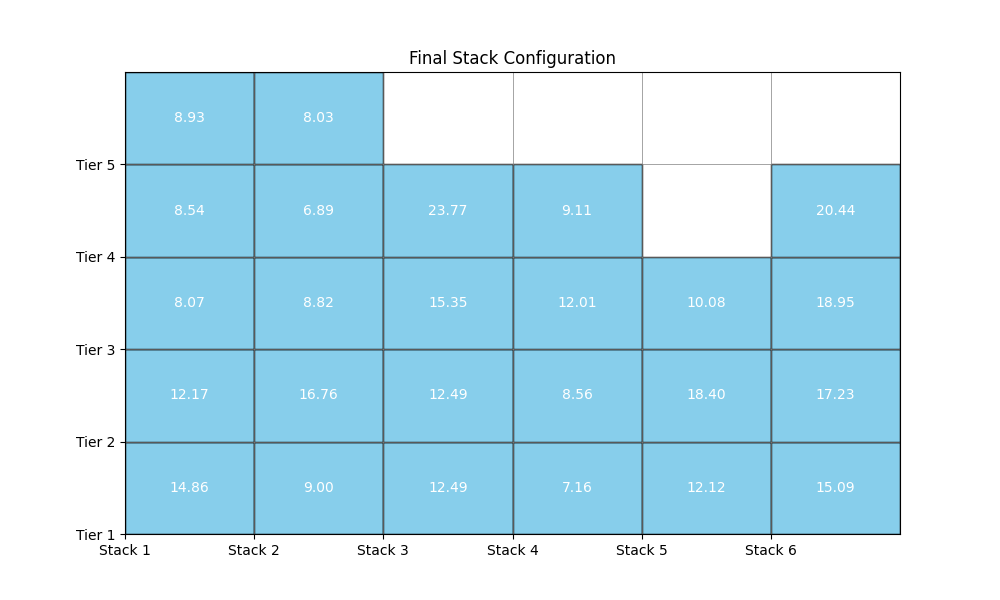 Final Stack Configuration
8.93 8.03
Tier 5
8.54 6.89 23.77 9.11 20.44
Tier 4
8.07 8.82 15.35 12.01 10.08 18.95
Tier 3
12.17 16.76 12.49 8.56 18.40 17.23
Tier 2
14.86 9.00 12.49 7.16 12.12 15.09
Tier 1
Stack 1 Stack 2 Stack 3 Stack 4 Stack 5 Stack 6